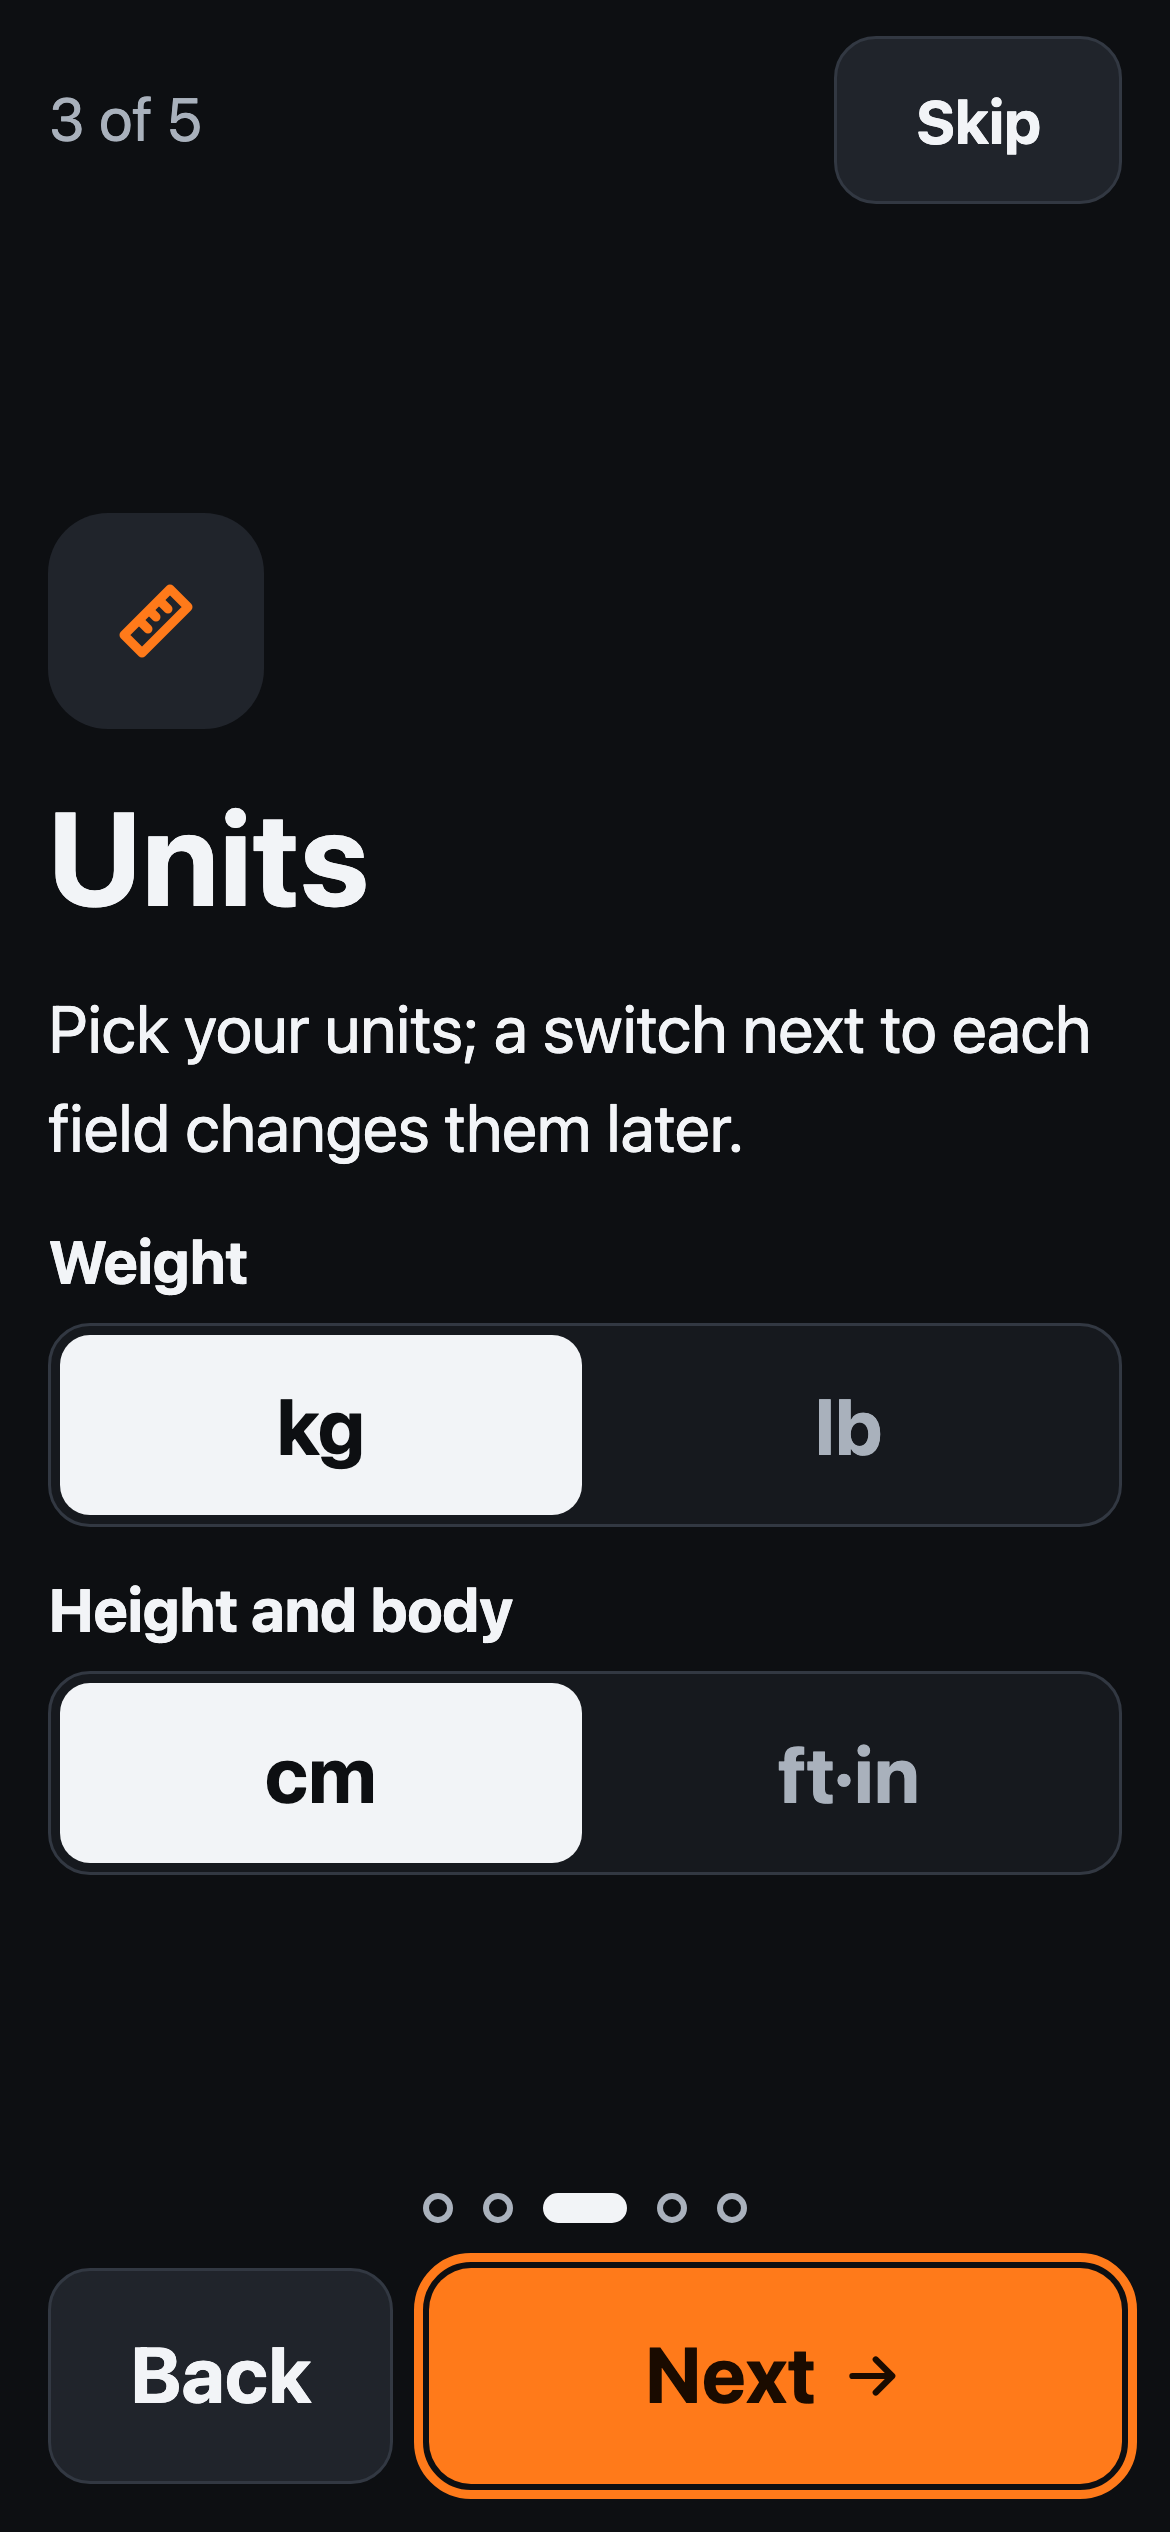 3 of 5
Skip
Units
Pick your units; a switch next to each
field changes them later.
Weight
kg
lb
Height and body
cm
ft·in
Back
Next →